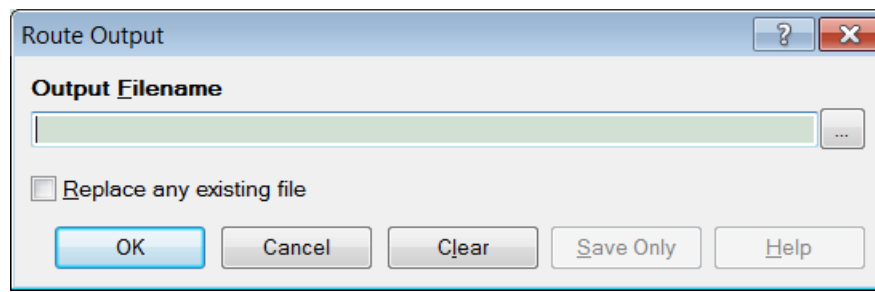 Route Output
Output Filename
...
Replace any existing file
OK Cancel Clear Save Only Help